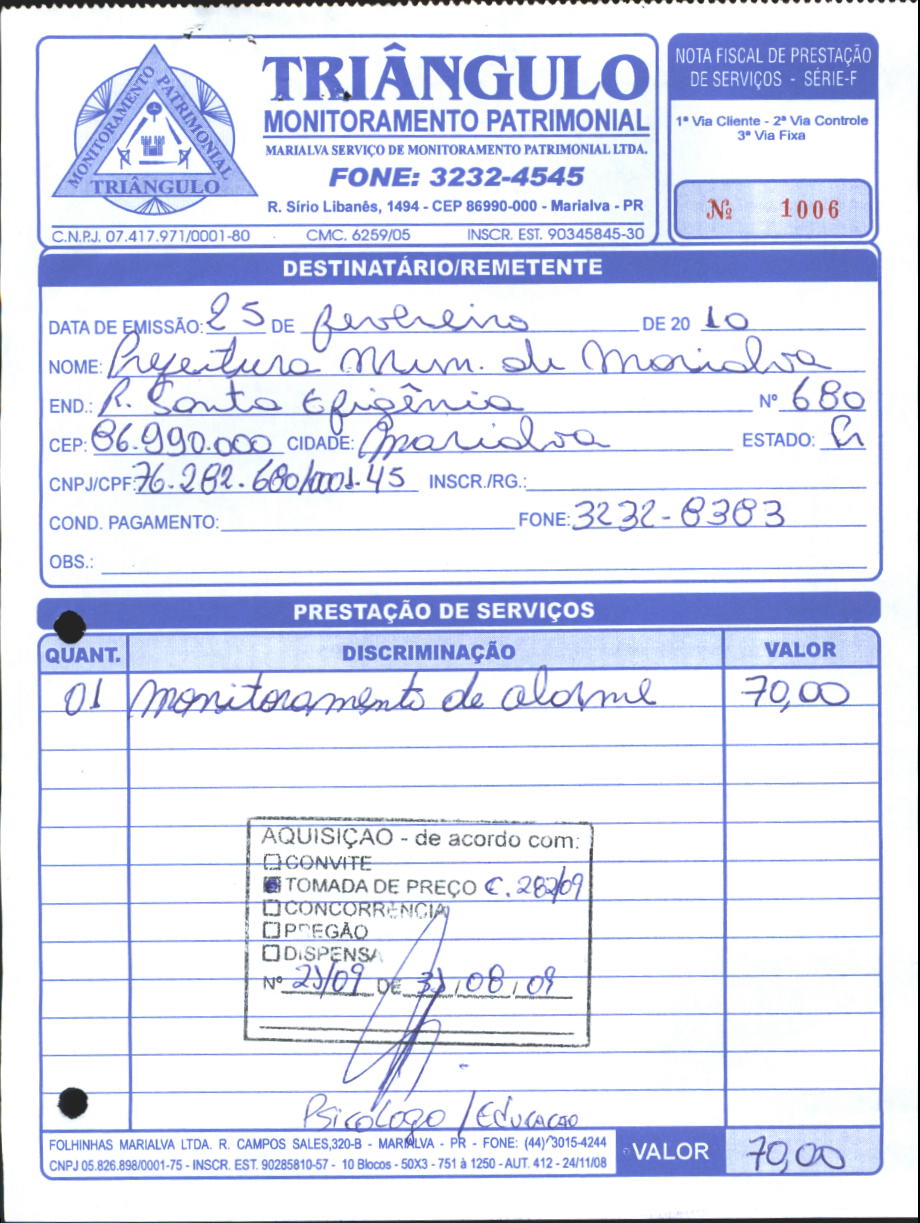 MONITORAMENTO PATRIMONIAL
TRIÂNGULO
TRIÂNGULO
MONITORAMENTO PATRIMONIAL
MARIALVA SERVIÇO DE MONITORAMENTO PATRIMONIAL LTDA.
FONE: 3232-4545
R. Sírio Libanês, 1494 - CEP 86990-000 - Marialva - PR
C.N.P.J. 07.417.971/0001-80 CMC. 6259/05 INSCR. EST. 90345845-30
NOTA FISCAL DE PRESTAÇÃO
DE SERVIÇOS - SÉRIE-F
1ª Via Cliente - 2ª Via Controle
3ª Via Fixa
Nº 1006
DESTINATÁRIO/REMETENTE
DATA DE EMISSÃO: 25 DE fevereiro DE 20 10
NOME: Prefeitura Mun. de Marialva
END.: R. Santa Efigênia Nº 680
CEP: 86.990.000 CIDADE: Marialva ESTADO: Pr
CNPJ/CPF: 76.282.680/0001.45 INSCR./RG.:
COND. PAGAMENTO: FONE: 3232-8383
OBS.:
PRESTAÇÃO DE SERVIÇOS
QUANT. DISCRIMINAÇÃO VALOR
01 monitoramento de alarme 70,00
AQUISIÇAO - de acordo com:
CONVITE
TOMADA DE PREÇO C. 282/09
CONCORRENCIA
PREGÃO
DISPENSA
Nº /09 DE /08/09
Psicólogo / Educação
FOLHINHAS MARIALVA LTDA. R. CAMPOS SALES,320-B - MARIALVA - PR - FONE: (44) 3015-4244
CNPJ 05.826.898/0001-75 - INSCR. EST. 90285810-57 - 10 Blocos - 50X3 - 751 à 1250 - AUT. 412 - 24/11/08
VALOR 70,00